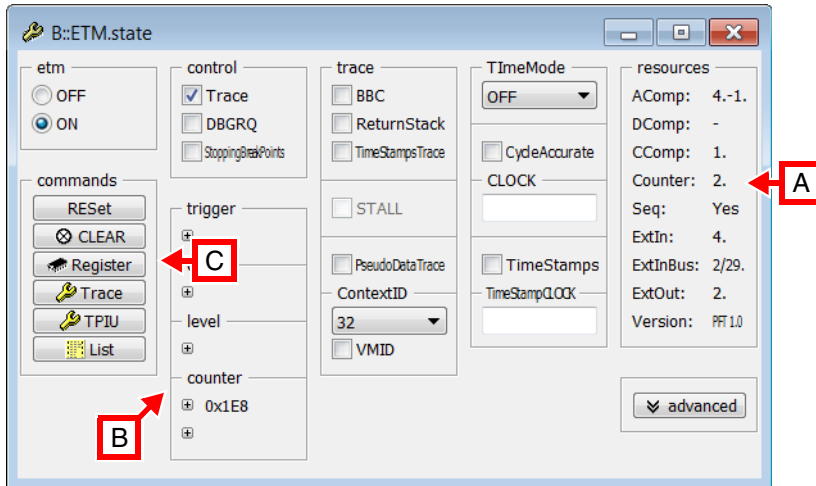 B::ETM.state
etm
OFF
ON
commands
RESet
CLEAR
Register
Trace
TPIU
List
control
Trace
DBGRQ
StoppingBreakPoints
trigger
level
counter
0x1E8
trace
BBC
ReturnStack
TimeStampsTrace
STALL
PseudoDataTrace
ContextID
32
VMID
TImeMode
OFF
CycleAccurate
CLOCK
TimeStamps
TimeStampCLOCK
resources
AComp: 4.-1.
DComp: -
CComp: 1.
Counter: 2.
Seq: Yes
ExtIn: 4.
ExtInBus: 2/29.
ExtOut: 2.
Version: PFT 1.0
advanced
A
C
B